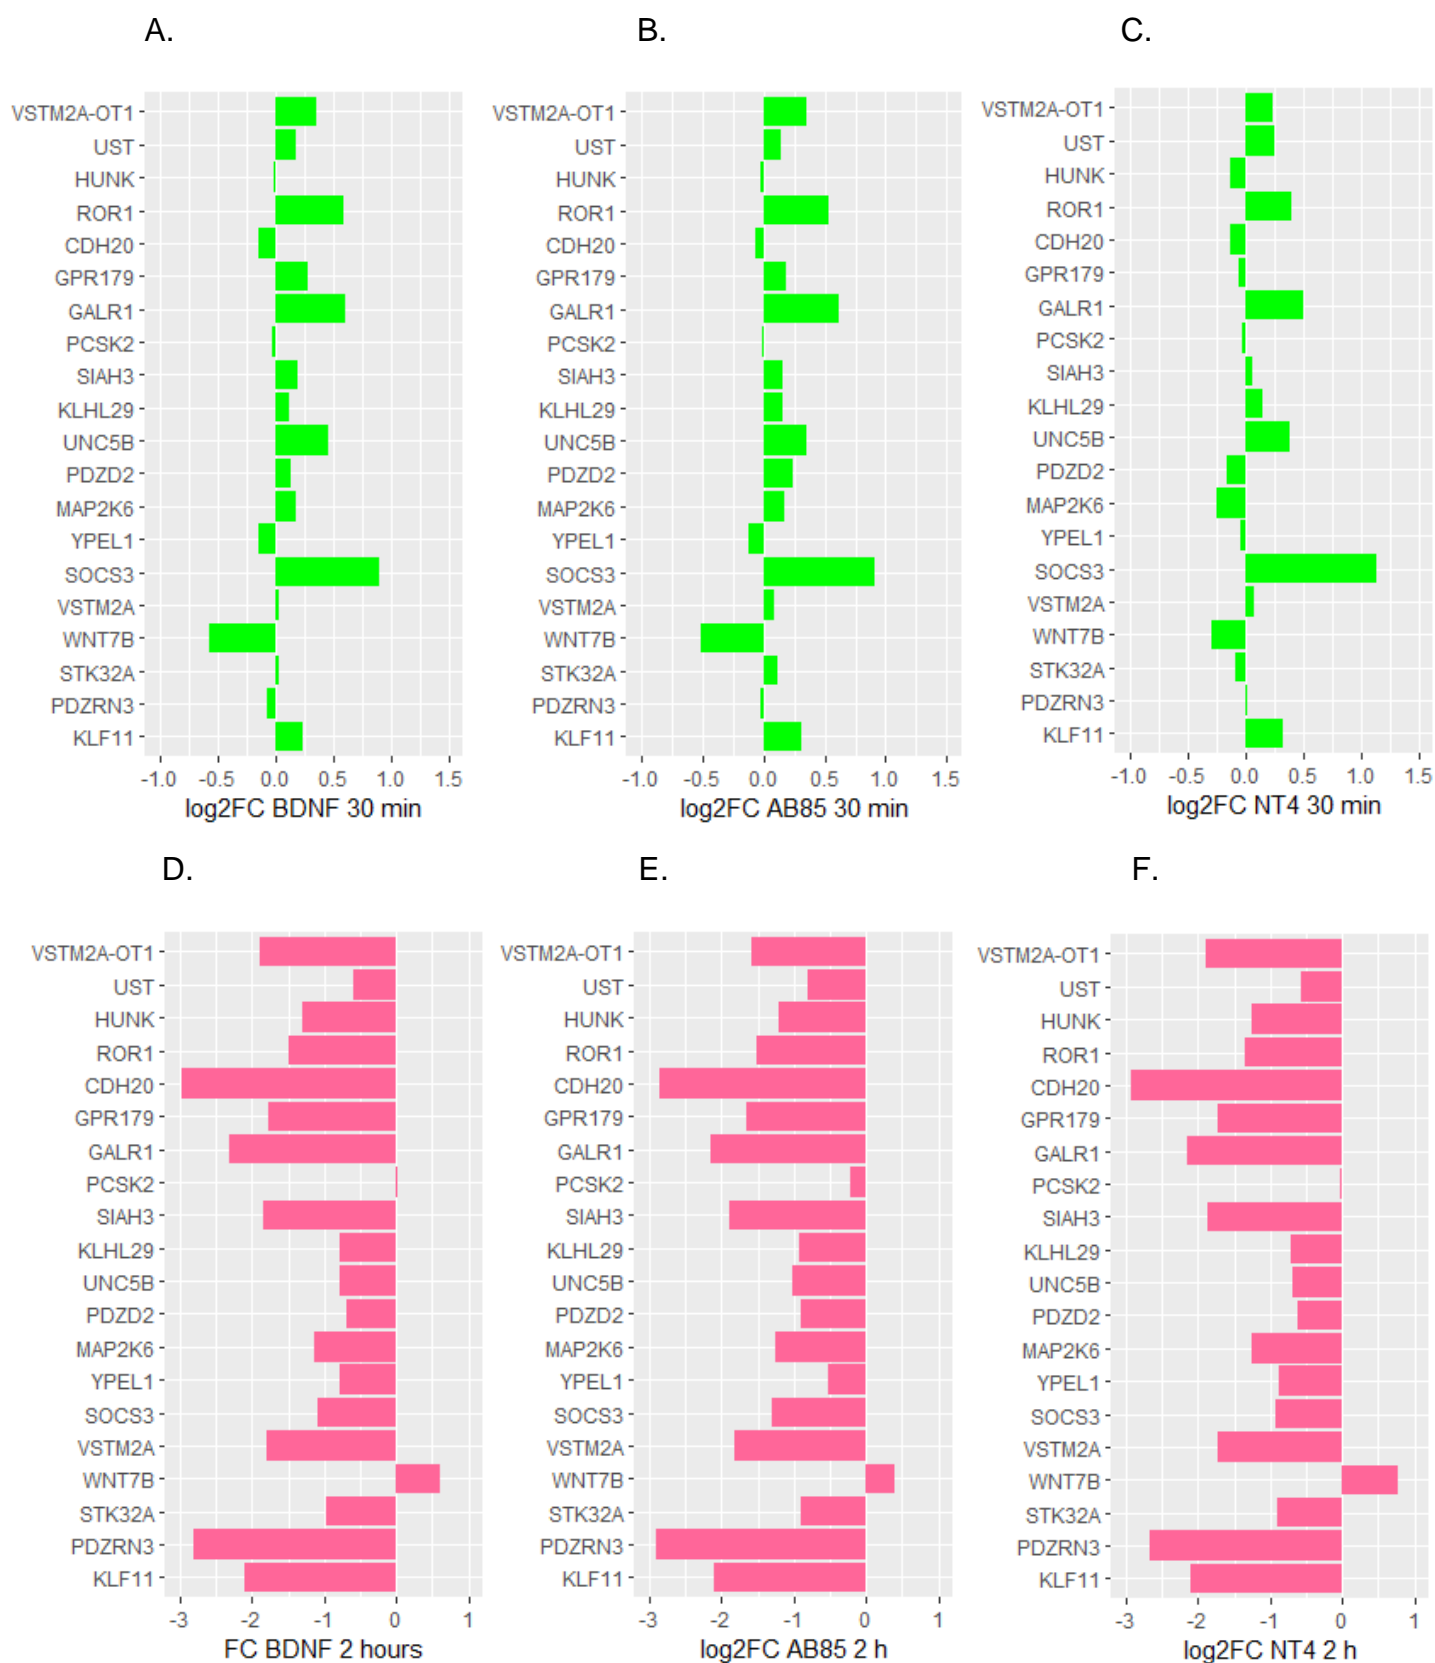 A. B. C.
VSTM2A-OT1
UST
HUNK
ROR1
CDH20
GPR179
GALR1
PCSK2
SIAH3
KLHL29
UNC5B
PDZD2
MAP2K6
YPEL1
SOCS3
VSTM2A
WNT7B
STK32A
PDZRN3
KLF11
-1.0 -0.5 0.0 0.5 1.0 1.5
log2FC BDNF 30 min
VSTM2A-OT1
UST
HUNK
ROR1
CDH20
GPR179
GALR1
PCSK2
SIAH3
KLHL29
UNC5B
PDZD2
MAP2K6
YPEL1
SOCS3
VSTM2A
WNT7B
STK32A
PDZRN3
KLF11
-1.0 -0.5 0.0 0.5 1.0 1.5
log2FC AB85 30 min
VSTM2A-OT1
UST
HUNK
ROR1
CDH20
GPR179
GALR1
PCSK2
SIAH3
KLHL29
UNC5B
PDZD2
MAP2K6
YPEL1
SOCS3
VSTM2A
WNT7B
STK32A
PDZRN3
KLF11
-1.0 -0.5 0.0 0.5 1.0 1.5
log2FC NT4 30 min
D. E. F.
VSTM2A-OT1
UST
HUNK
ROR1
CDH20
GPR179
GALR1
PCSK2
SIAH3
KLHL29
UNC5B
PDZD2
MAP2K6
YPEL1
SOCS3
VSTM2A
WNT7B
STK32A
PDZRN3
KLF11
-3 -2 -1 0 1
FC BDNF 2 hours
VSTM2A-OT1
UST
HUNK
ROR1
CDH20
GPR179
GALR1
PCSK2
SIAH3
KLHL29
UNC5B
PDZD2
MAP2K6
YPEL1
SOCS3
VSTM2A
WNT7B
STK32A
PDZRN3
KLF11
-3 -2 -1 0 1
log2FC AB85 2 h
VSTM2A-OT1
UST
HUNK
ROR1
CDH20
GPR179
GALR1
PCSK2
SIAH3
KLHL29
UNC5B
PDZD2
MAP2K6
YPEL1
SOCS3
VSTM2A
WNT7B
STK32A
PDZRN3
KLF11
-3 -2 -1 0 1
log2FC NT4 2 h